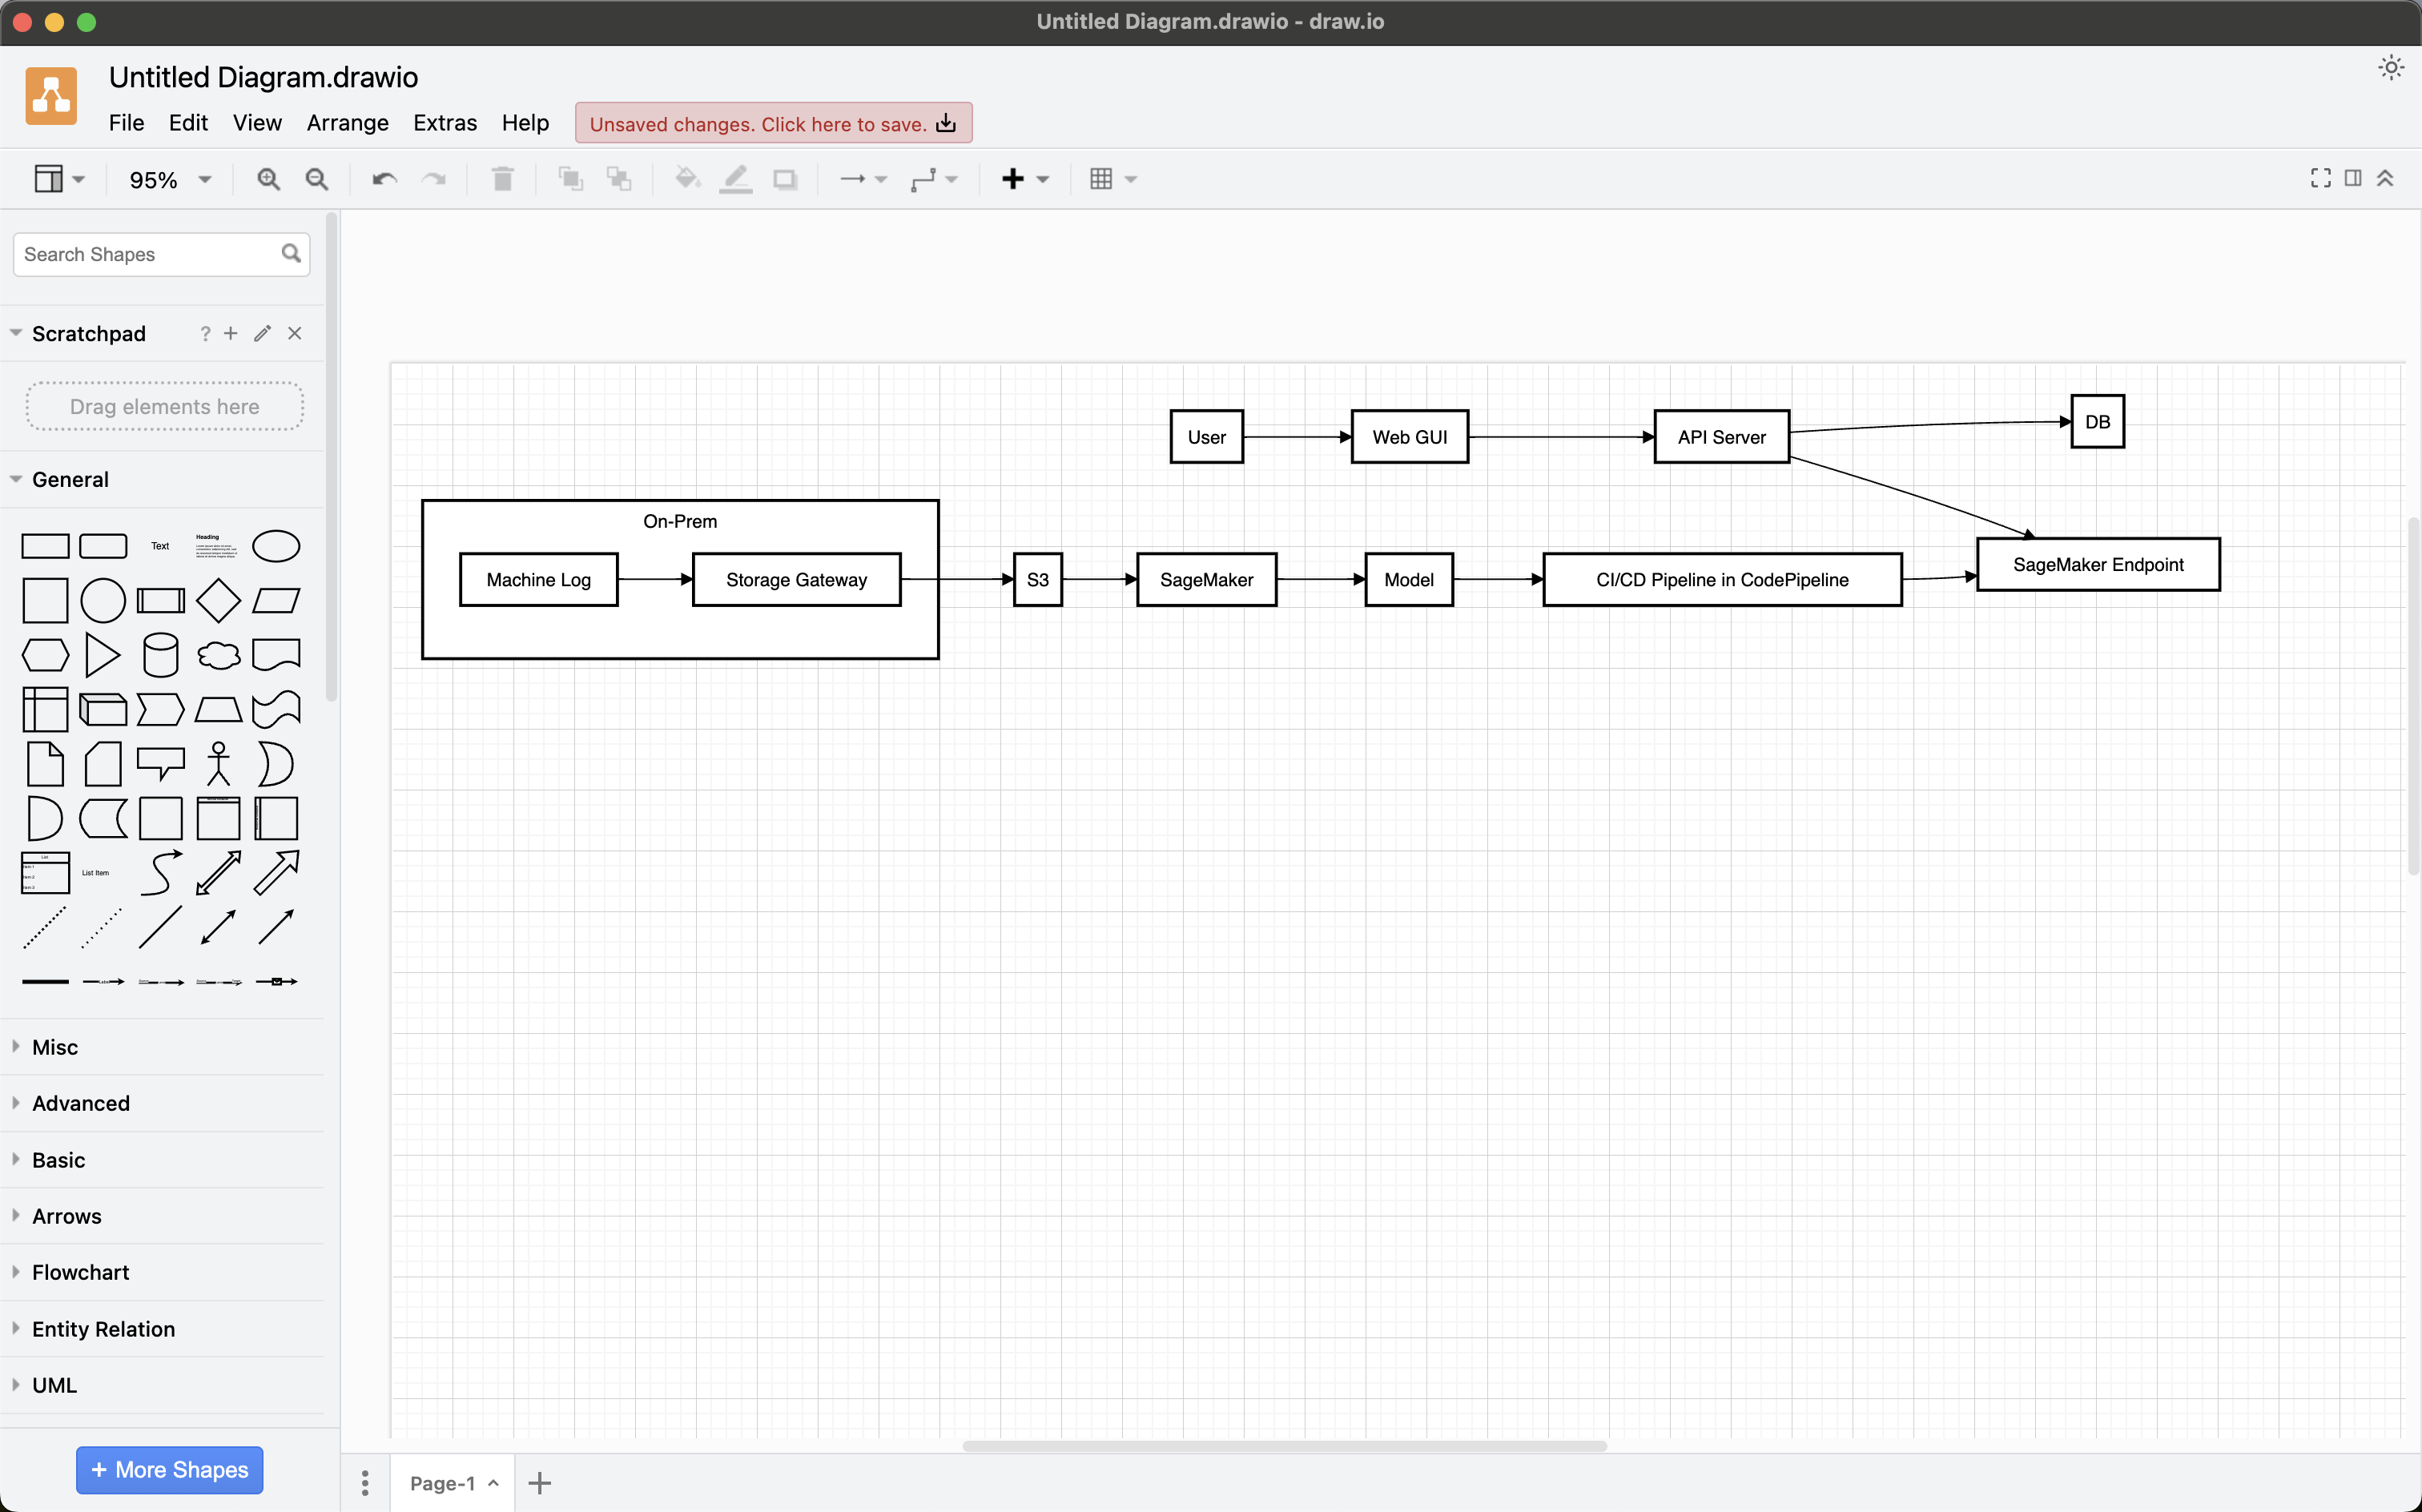 Untitled Diagram.drawio - draw.io
Untitled Diagram.drawio
File Edit View Arrange Extras Help Unsaved changes. Click here to save.
95%
Search Shapes
Scratchpad ?
Drag elements here
General
Text
Heading
List
List Item
Misc
Advanced
Basic
Arrows
Flowchart
Entity Relation
UML
+ More Shapes
User
Web GUI
API Server
DB
On-Prem
Machine Log
Storage Gateway
S3
SageMaker
Model
CI/CD Pipeline in CodePipeline
SageMaker Endpoint
Page-1